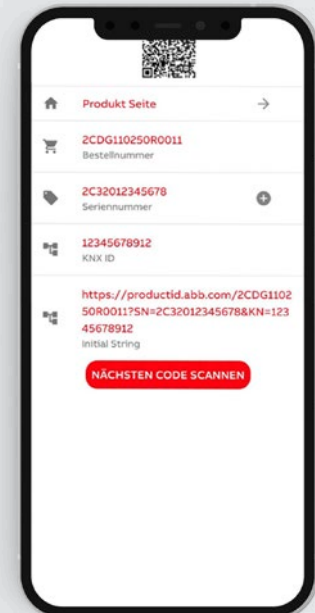 Produkt Seite
2CDG110250R0011
Bestellnummer
2C32012345678
Seriennummer
12345678912
KNX ID
https://productid.abb.com/2CDG1102
50R0011?SN=2C32012345678&KN=123
45678912
Initial String
NÄCHSTEN CODE SCANNEN